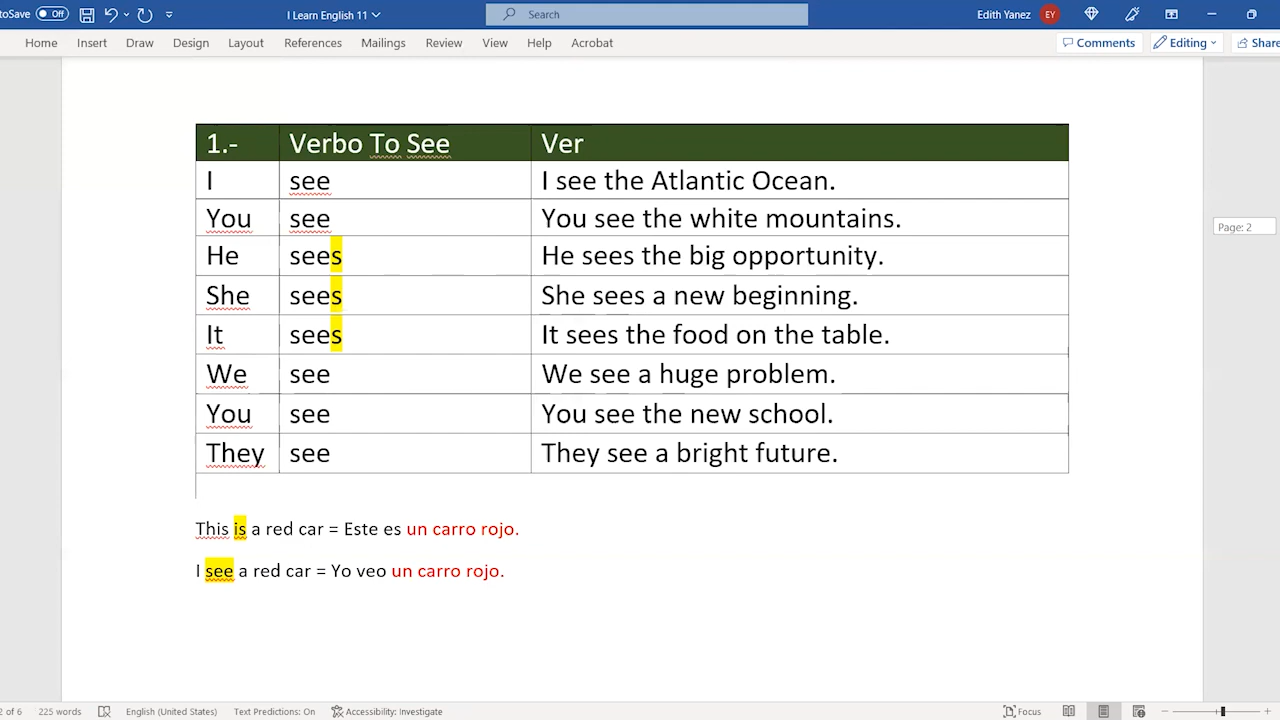 toSave Off I Learn English 11 Search Edith Yanez EY
Home Insert Draw Design Layout References Mailings Review View Help Acrobat Comments Editing Share
1.- Verbo To See Ver
I see I see the Atlantic Ocean.
You see You see the white mountains.
He sees He sees the big opportunity.
She sees She sees a new beginning.
It sees It sees the food on the table.
We see We see a huge problem.
You see You see the new school.
They see They see a bright future.
Page: 2
This is a red car = Este es un carro rojo.
I see a red car = Yo veo un carro rojo.
2 of 6 225 words English (United States) Text Predictions: On Accessibility: Investigate Focus